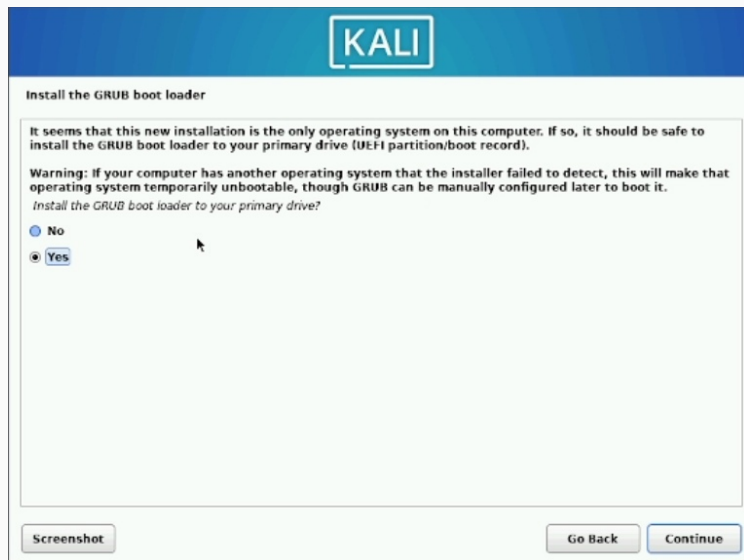 KALI
Install the GRUB boot loader
It seems that this new installation is the only operating system on this computer. If so, it should be safe to
install the GRUB boot loader to your primary drive (UEFI partition/boot record).
Warning: If your computer has another operating system that the installer failed to detect, this will make that
operating system temporarily unbootable, though GRUB can be manually configured later to boot it.
Install the GRUB boot loader to your primary drive?
No
Yes
Screenshot
Go Back
Continue